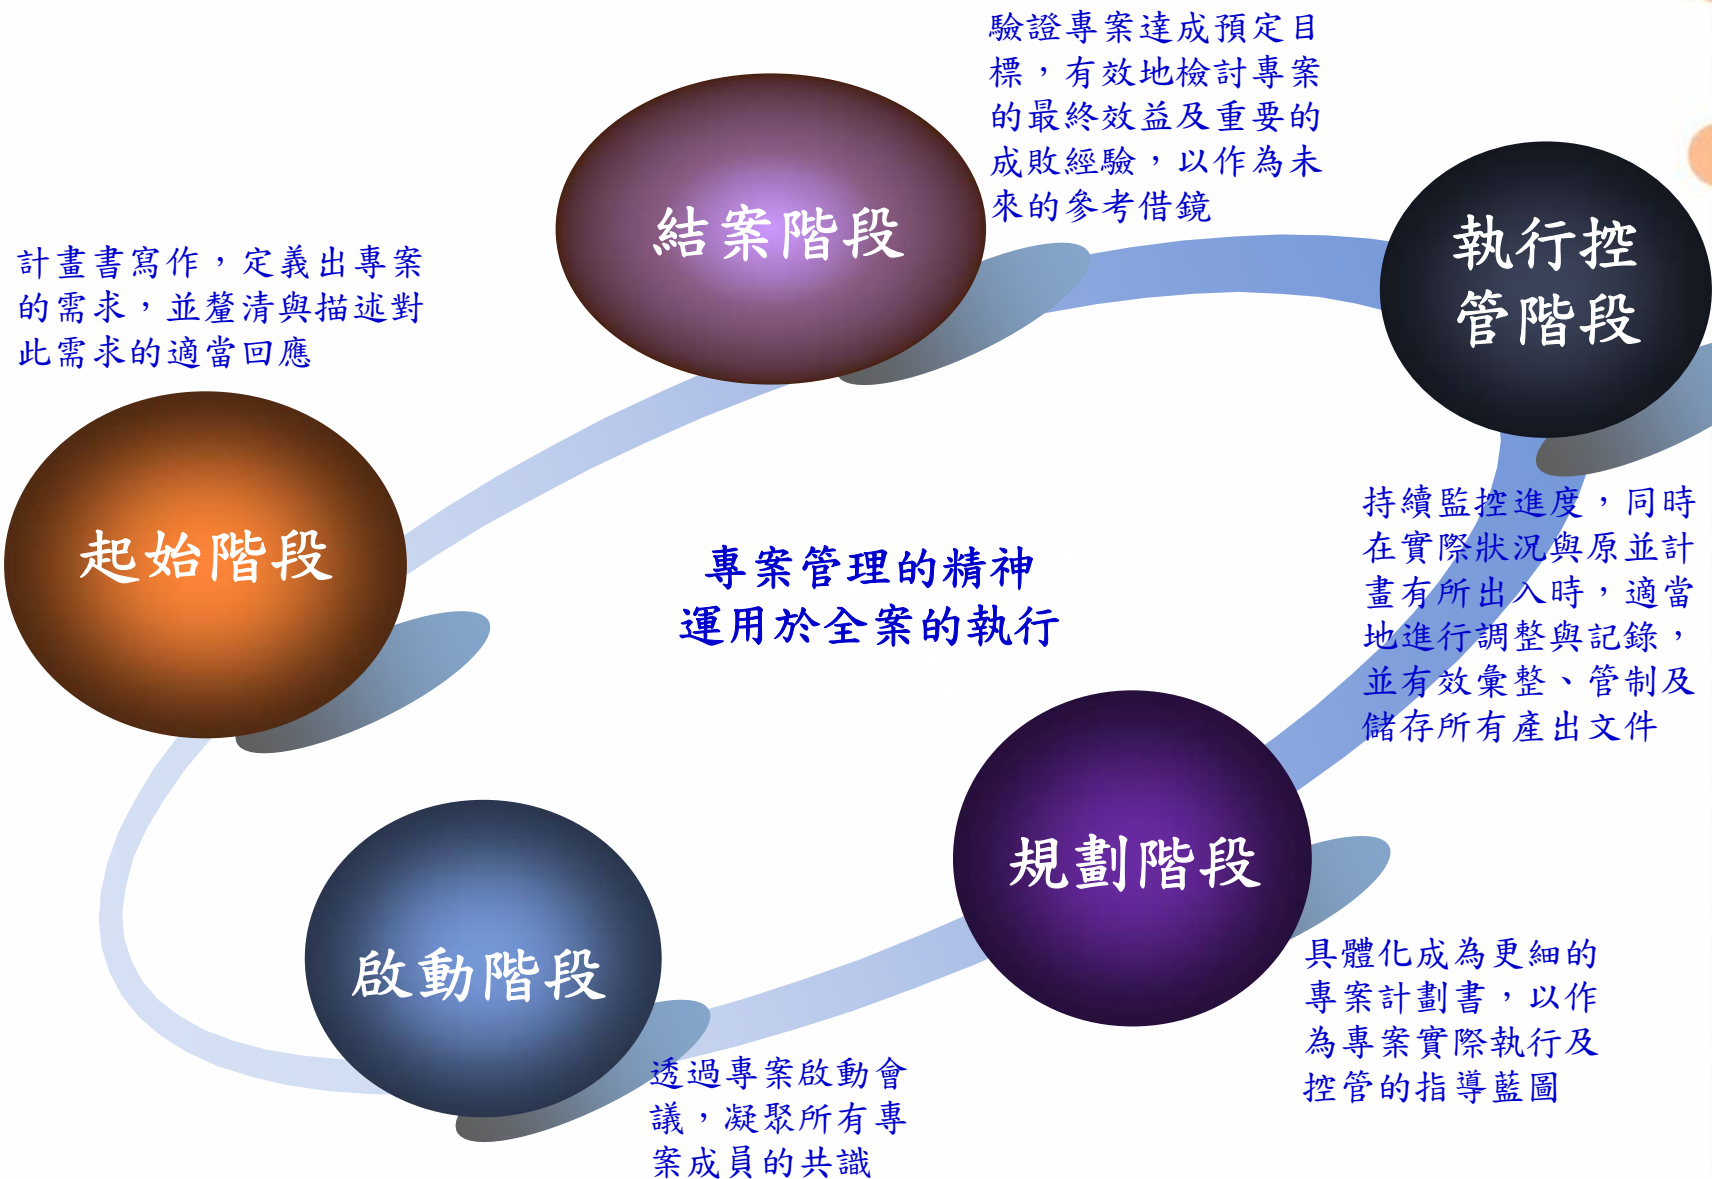 驗證專案達成預定目
標，有效地檢討專案
的最終效益及重要的
成敗經驗，以作為未
來的參考借鏡
結案階段
執行控
管階段
計畫書寫作，定義出專案
的需求，並釐清與描述對
此需求的適當回應
起始階段
專案管理的精神
運用於全案的執行
持續監控進度，同時
在實際狀況與原並計
畫有所出入時，適當
地進行調整與記錄，
並有效彙整、管制及
儲存所有產出文件
規劃階段
具體化成為更細的
專案計劃書，以作
為專案實際執行及
控管的指導藍圖
啟動階段
透過專案啟動會
議，凝聚所有專
案成員的共識